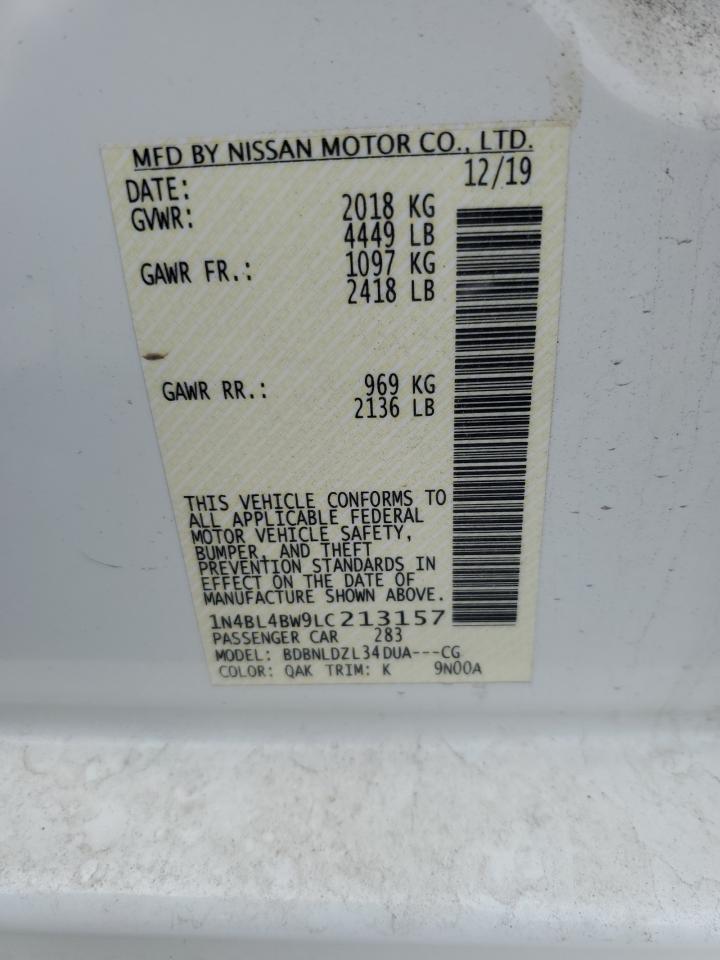 MFD BY NISSAN MOTOR CO., LTD.
DATE: 12/19
GVWR: 2018 KG
4449 LB
GAWR FR.: 1097 KG
2418 LB
GAWR RR.: 969 KG
2136 LB
THIS VEHICLE CONFORMS TO
ALL APPLICABLE FEDERAL
MOTOR VEHICLE SAFETY,
BUMPER, AND THEFT
PREVENTION STANDARDS IN
EFFECT ON THE DATE OF
MANUFACTURE SHOWN ABOVE.
1N4BL4BW9LC213157
PASSENGER CAR 283
MODEL: BDBNLDZL34DUA---CG
COLOR: QAK TRIM: K 9N00A